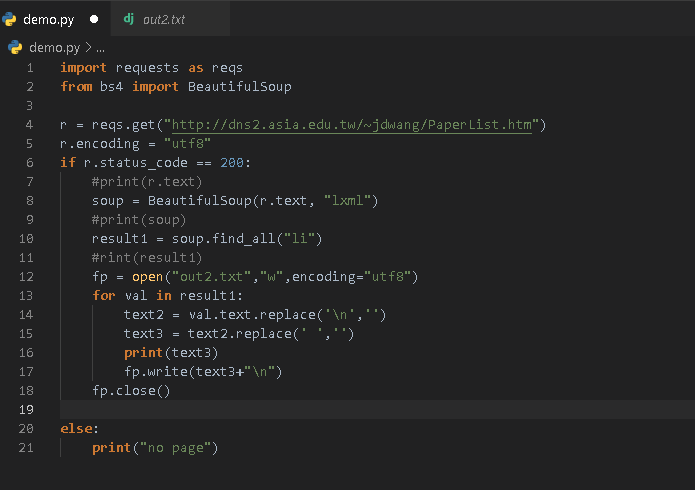 demo.py ● dj out2.txt
demo.py > ...
1 import requests as reqs
2 from bs4 import BeautifulSoup
3
4 r = reqs.get("http://dns2.asia.edu.tw/~jdwang/PaperList.htm")
5 r.encoding = "utf8"
6 if r.status_code == 200:
7     #print(r.text)
8     soup = BeautifulSoup(r.text, "lxml")
9     #print(soup)
10     result1 = soup.find_all("li")
11     #rint(result1)
12     fp = open("out2.txt","w",encoding="utf8")
13     for val in result1:
14         text2 = val.text.replace('\n','')
15         text3 = text2.replace(' ','')
16         print(text3)
17         fp.write(text3+"\n")
18     fp.close()
19
20 else:
21     print("no page")